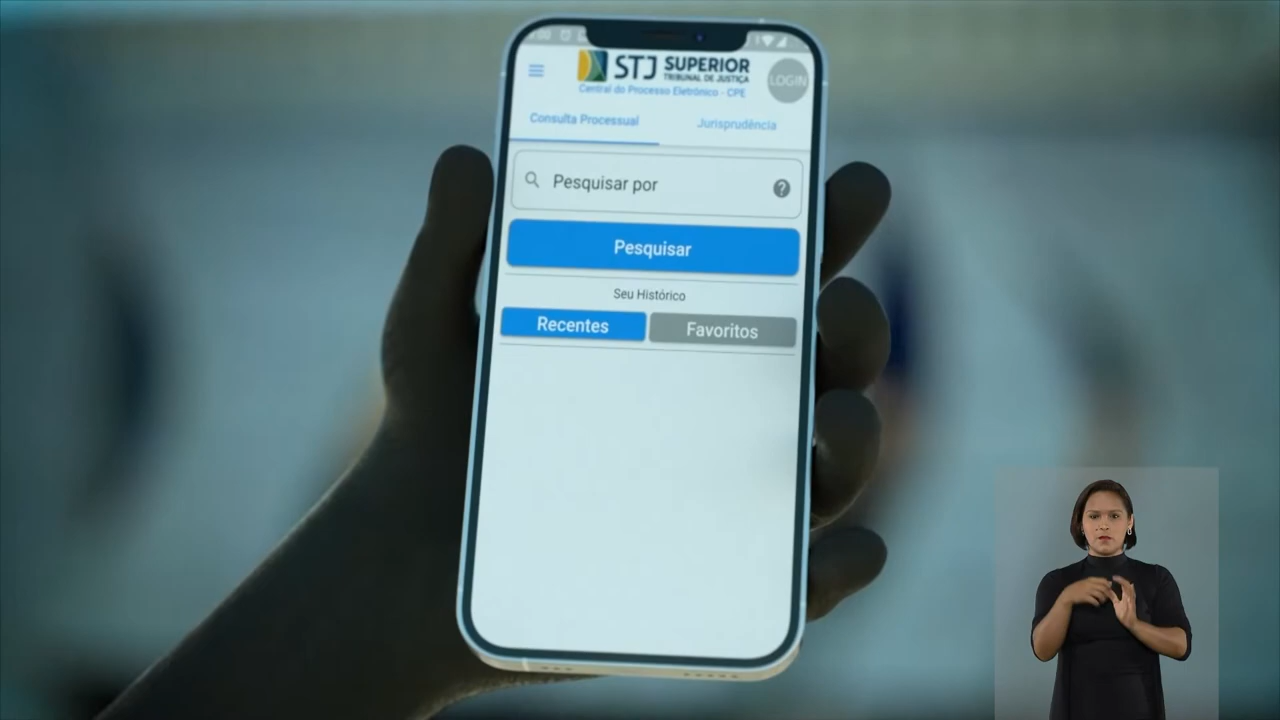 STJ SUPERIOR
TRIBUNAL DE JUSTIÇA
LOGIN
Central do Processo Eletrônico - CPE
Consulta Processual
Jurisprudência
Pesquisar por
?
Pesquisar
Seu Histórico
Recentes
Favoritos